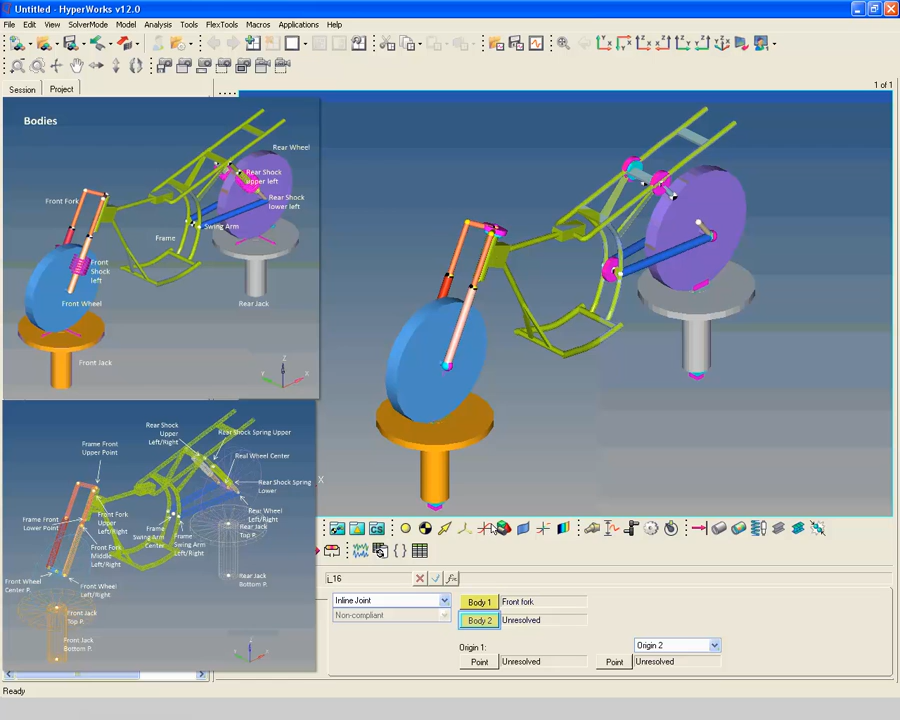 Untitled - HyperWorks v12.0
File Edit View SolverMode Model Analysis Tools FlexTools Macros Applications Help
Session Project
1 of 1
Bodies
Rear Wheel
Rear Shock
upper left
Rear Shock
lower left
Front Fork
Swing Arm
Frame
Front
Shock
left
Front Wheel
Rear Jack
Front Jack
Z
Y X
Rear Shock
Upper
Left/Right
Rear Shock Spring Upper
Frame Front
Upper Point
Real Wheel Center
Rear Shock Spring
Lower
X
Rear Wheel
Left/Right
Rear Jack
Top P.
Front Fork
Upper
Left/Right
Frame Front
Lower Point
Frame
Swing Arm
Center
Frame
Swing Arm
Left/Right
Front Fork
Middle
Left/Right
Front Wheel
Center P.
Front Wheel
Left/Right
Rear Jack
Bottom P.
Front Jack
Top P.
Front Jack
Bottom P.
j_16
Inline Joint
Non-compliant
Body 1 Front fork
Body 2 Unresolved
Origin 1:
Origin 2
Point Unresolved
Point Unresolved
Ready